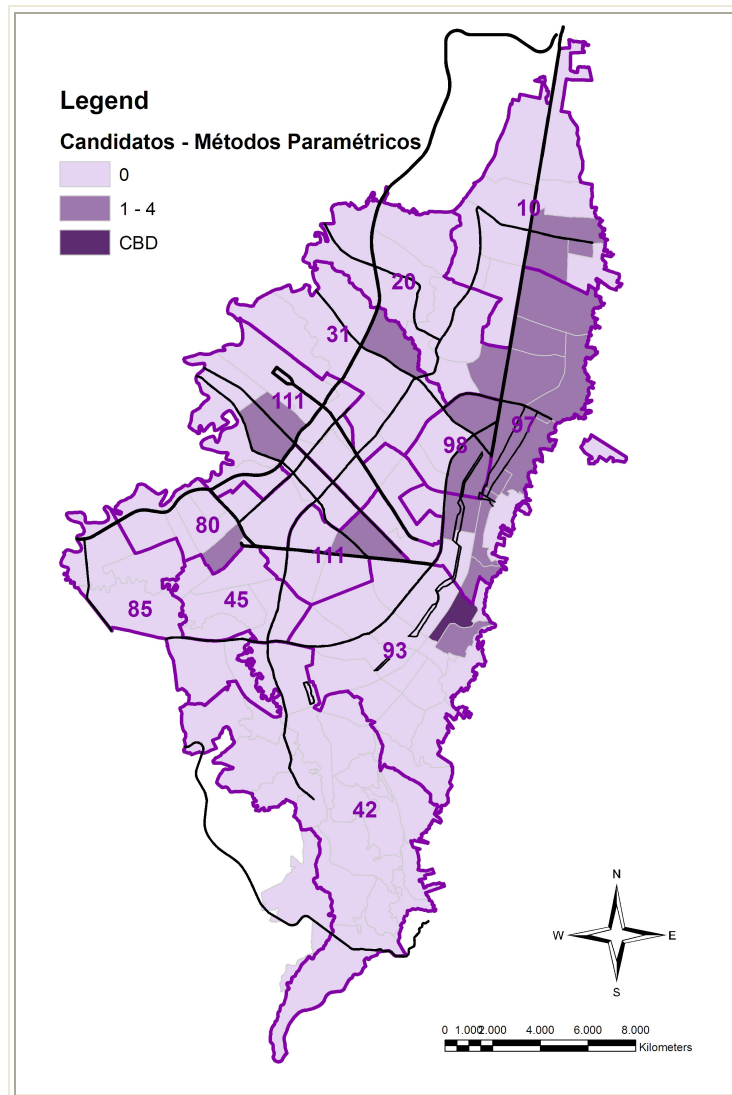 Legend
Candidatos - Métodos Paramétricos
0
1 - 4
CBD
10
20
31
111
98
97
80
111
85
45
93
42
N
W E
S
0 1.000 2.000 4.000 6.000 8.000
Kilometers